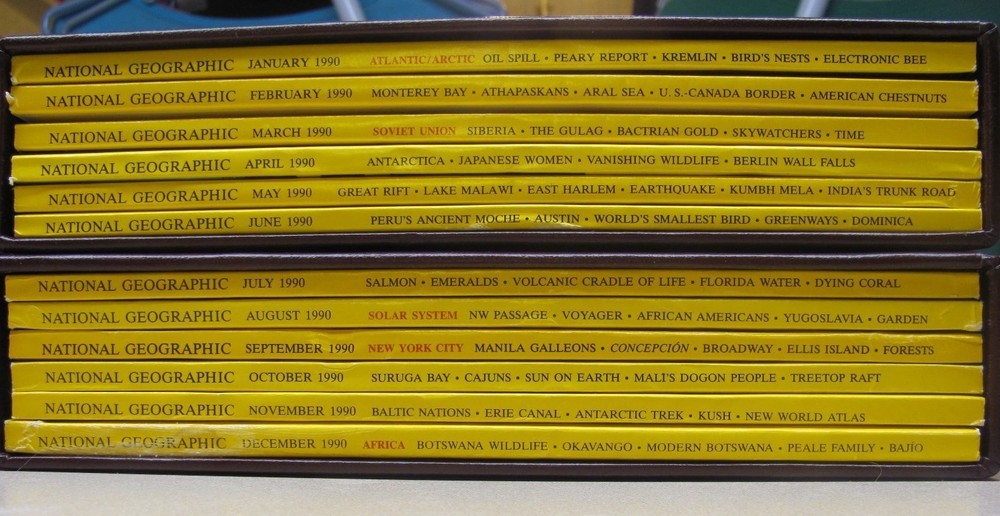 NATIONAL GEOGRAPHIC JANUARY 1990 ATLANTIC/ARCTIC OIL SPILL • PEARY REPORT • KREMLIN • BIRD'S NESTS • ELECTRONIC BEE
NATIONAL GEOGRAPHIC FEBRUARY 1990 MONTEREY BAY • ATHAPASKANS • ARAL SEA • U.S.-CANADA BORDER • AMERICAN CHESTNUTS
NATIONAL GEOGRAPHIC MARCH 1990 SOVIET UNION SIBERIA • THE GULAG • BACTRIAN GOLD • SKYWATCHERS • TIME
NATIONAL GEOGRAPHIC APRIL 1990 ANTARCTICA • JAPANESE WOMEN • VANISHING WILDLIFE • BERLIN WALL FALLS
NATIONAL GEOGRAPHIC MAY 1990 GREAT RIFT • LAKE MALAWI • EAST HARLEM • EARTHQUAKE • KUMBH MELA • INDIA'S TRUNK ROAD
NATIONAL GEOGRAPHIC JUNE 1990 PERU'S ANCIENT MOCHE • AUSTIN • WORLD'S SMALLEST BIRD • GREENWAYS • DOMINICA
NATIONAL GEOGRAPHIC JULY 1990 SALMON • EMERALDS • VOLCANIC CRADLE OF LIFE • FLORIDA WATER • DYING CORAL
NATIONAL GEOGRAPHIC AUGUST 1990 SOLAR SYSTEM NW PASSAGE • VOYAGER • AFRICAN AMERICANS • YUGOSLAVIA • GARDEN
NATIONAL GEOGRAPHIC SEPTEMBER 1990 NEW YORK CITY MANILA GALLEONS • CONCEPCIÓN • BROADWAY • ELLIS ISLAND • FORESTS
NATIONAL GEOGRAPHIC OCTOBER 1990 SURUGA BAY • CAJUNS • SUN ON EARTH • MALI'S DOGON PEOPLE • TREETOP RAFT
NATIONAL GEOGRAPHIC NOVEMBER 1990 BALTIC NATIONS • ERIE CANAL • ANTARCTIC TREK • KUSH • NEW WORLD ATLAS
NATIONAL GEOGRAPHIC DECEMBER 1990 AFRICA BOTSWANA WILDLIFE • OKAVANGO • MODERN BOTSWANA • PEALE FAMILY • BAJÍO